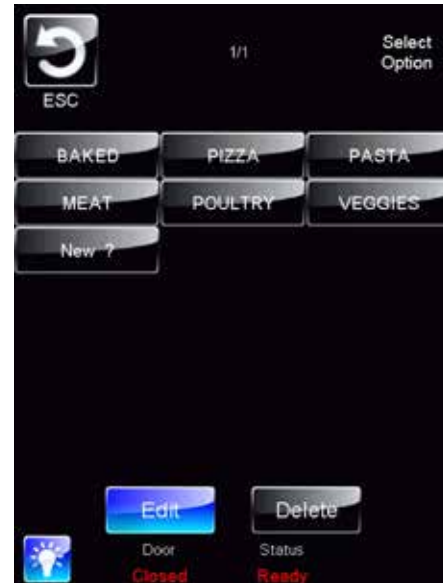 1/1
Select
Option
ESC
BAKED PIZZA PASTA
MEAT POULTRY VEGGIES
New ?
Edit Delete
Door Status
Closed Ready